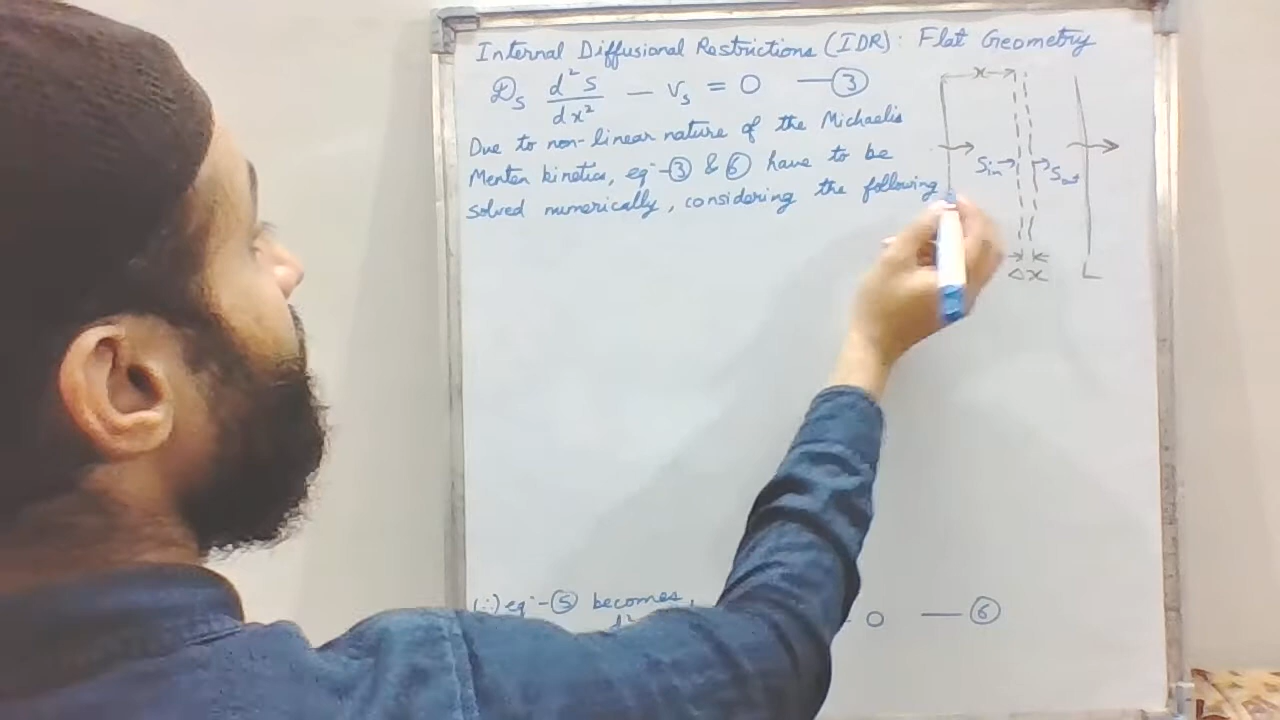 Internal Diffusional Restrictions (IDR): Flat Geometry
𝒟s d²S/dx² — vs = 0 —③
Due to non-linear nature of the Michaelis
Menten kinetics, eqⁿ-③ & ⑥ have to be
solved numerically, considering the following
x
Sin
Sout
Δx
L
(∴) eqⁿ-⑤ becomes,
0 —⑥